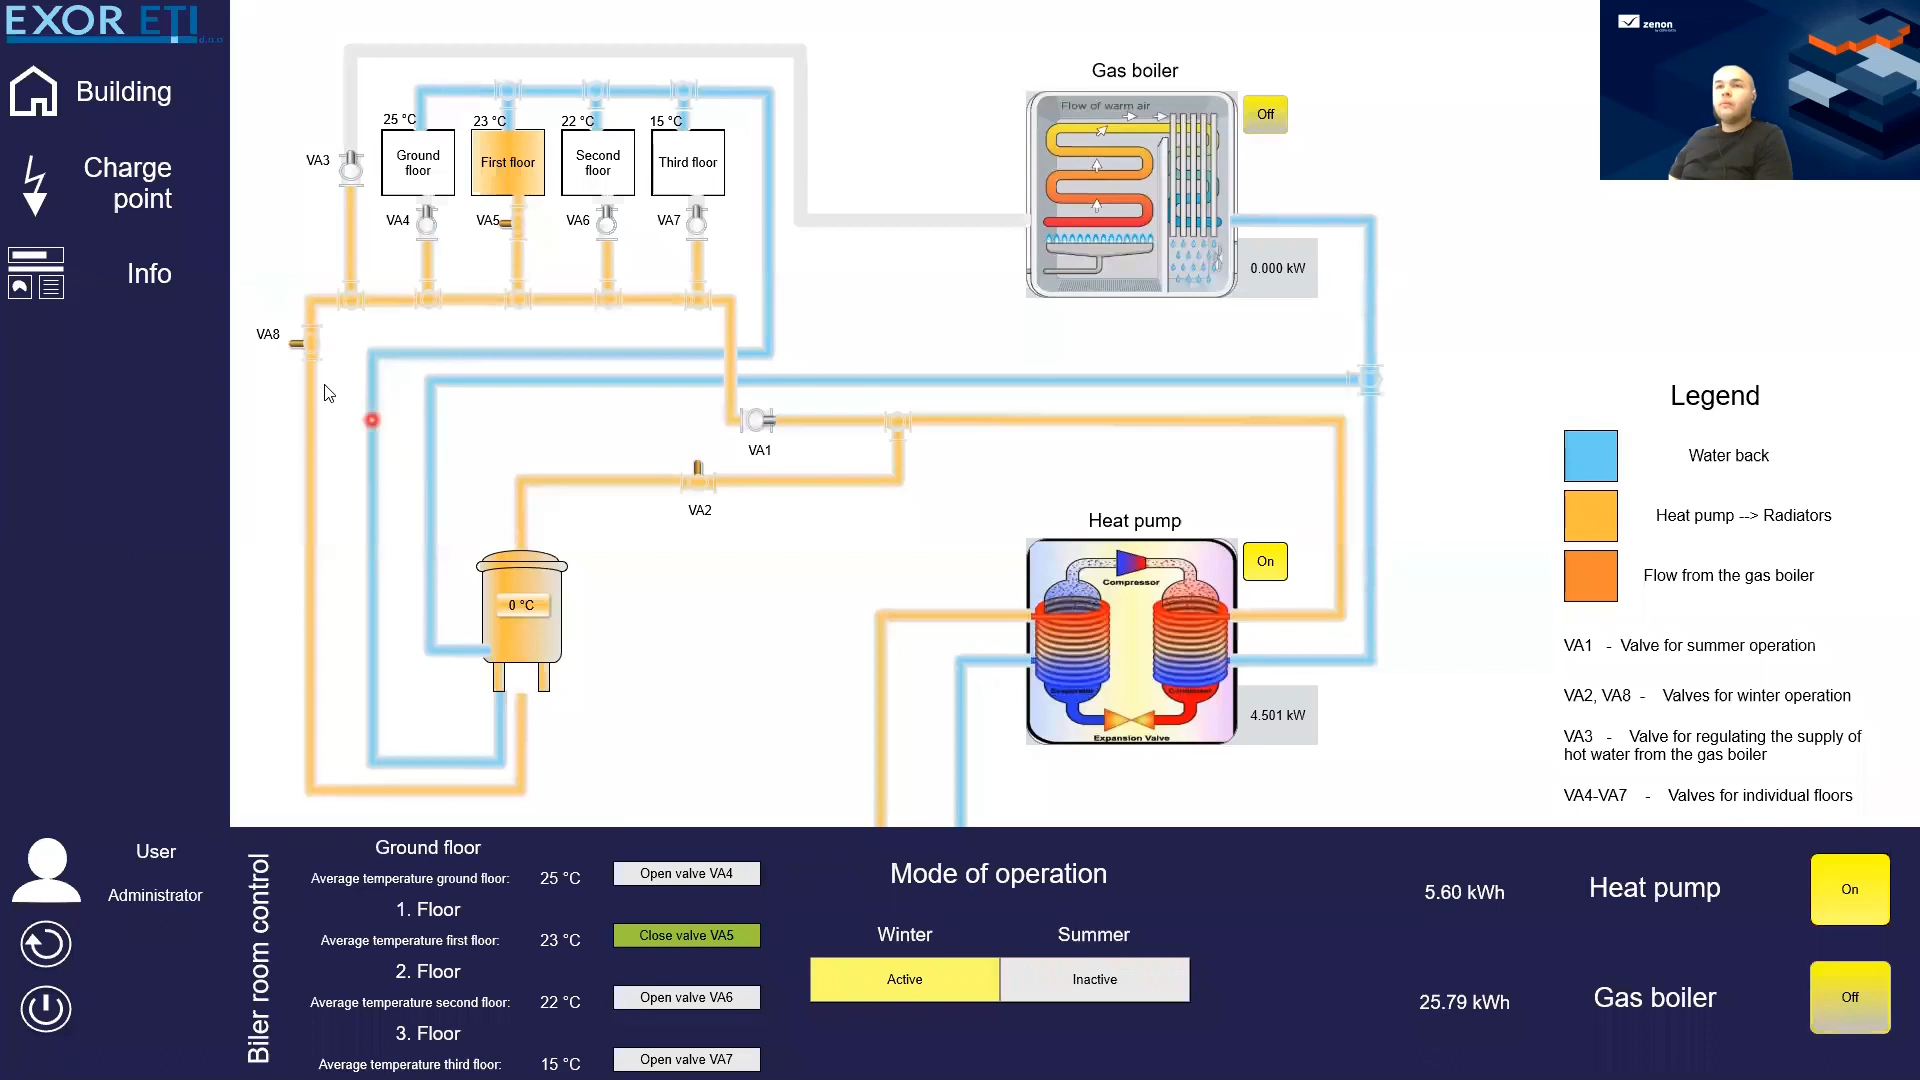 EXOR ETI
d.o.o
Building
Charge
point
Info
User
Administrator
Gas boiler
Flow of warm air
Off
0.000 kW
25 °C
23 °C
22 °C
15 °C
Ground
floor
First floor
Second
floor
Third floor
VA3
VA4
VA5
VA6
VA7
VA8
VA1
VA2
0 °C
Heat pump
Compressor
Evaporator
Condenser
Expansion Valve
On
4.501 kW
zenon
Legend
Water back
Heat pump --> Radiators
Flow from the gas boiler
VA1 - Valve for summer operation
VA2, VA8 - Valves for winter operation
VA3 - Valve for regulating the supply of
hot water from the gas boiler
VA4-VA7 - Valves for individual floors
Biler room control
Ground floor
Average temperature ground floor: 25 °C Open valve VA4
1. Floor
Average temperature first floor: 23 °C Close valve VA5
2. Floor
Average temperature second floor: 22 °C Open valve VA6
3. Floor
Average temperature third floor: 15 °C Open valve VA7
Mode of operation
Winter Summer
Active Inactive
5.60 kWh Heat pump On
25.79 kWh Gas boiler Off